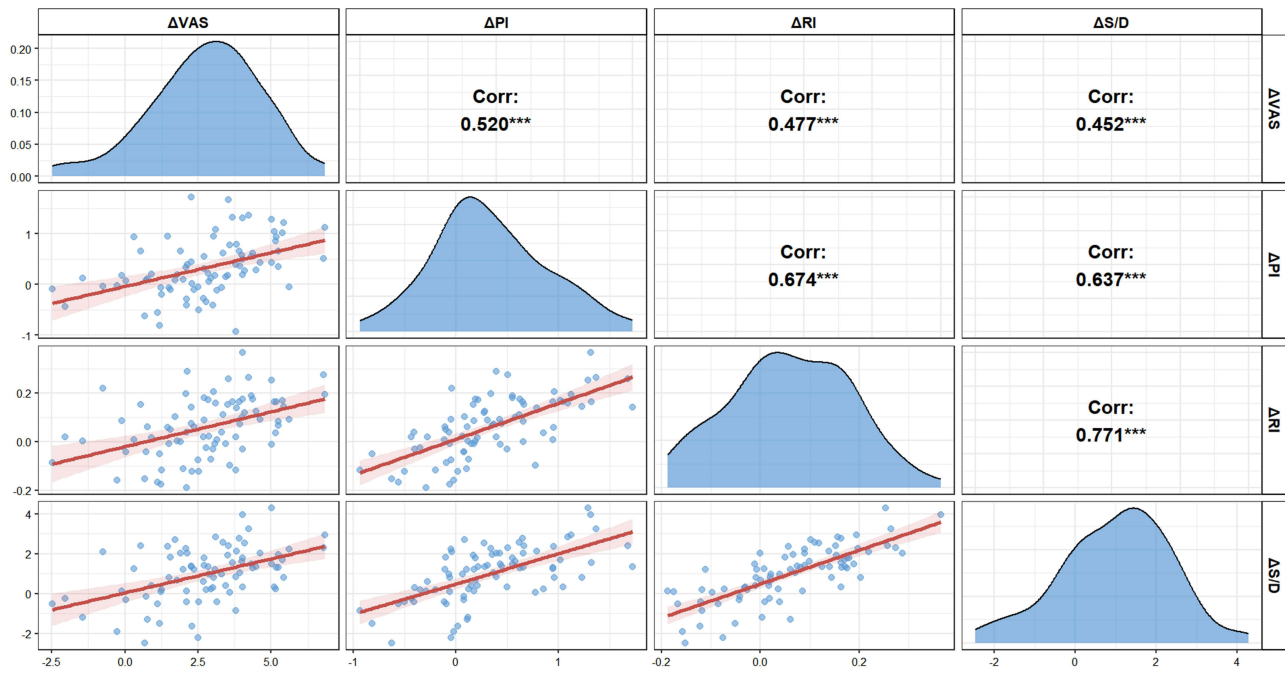 ΔVAS ΔPI ΔRI ΔS/D
0.20
0.15
0.10
0.05
0.00
Corr:
0.520***
Corr:
0.477***
Corr:
0.452***
ΔVAS
1
0
-1
Corr:
0.674***
Corr:
0.637***
ΔPI
0.2
0.0
-0.2
Corr:
0.771***
ΔRI
4
2
0
-2
ΔS/D
-2.5 0.0 2.5 5.0 -1 0 1 -0.2 0.0 0.2 -2 0 2 4